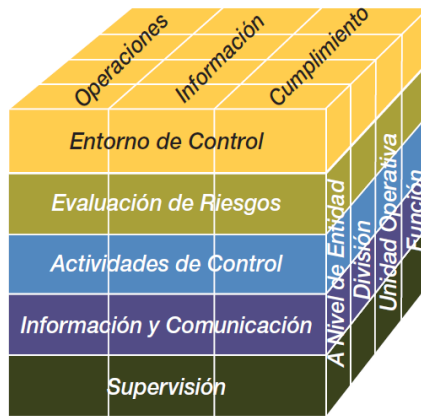 Operaciones
Información
Cumplimiento
Entorno de Control
Evaluación de Riesgos
Actividades de Control
Información y Comunicación
Supervisión
A Nivel de Entidad
División
Unidad Operativa
Función